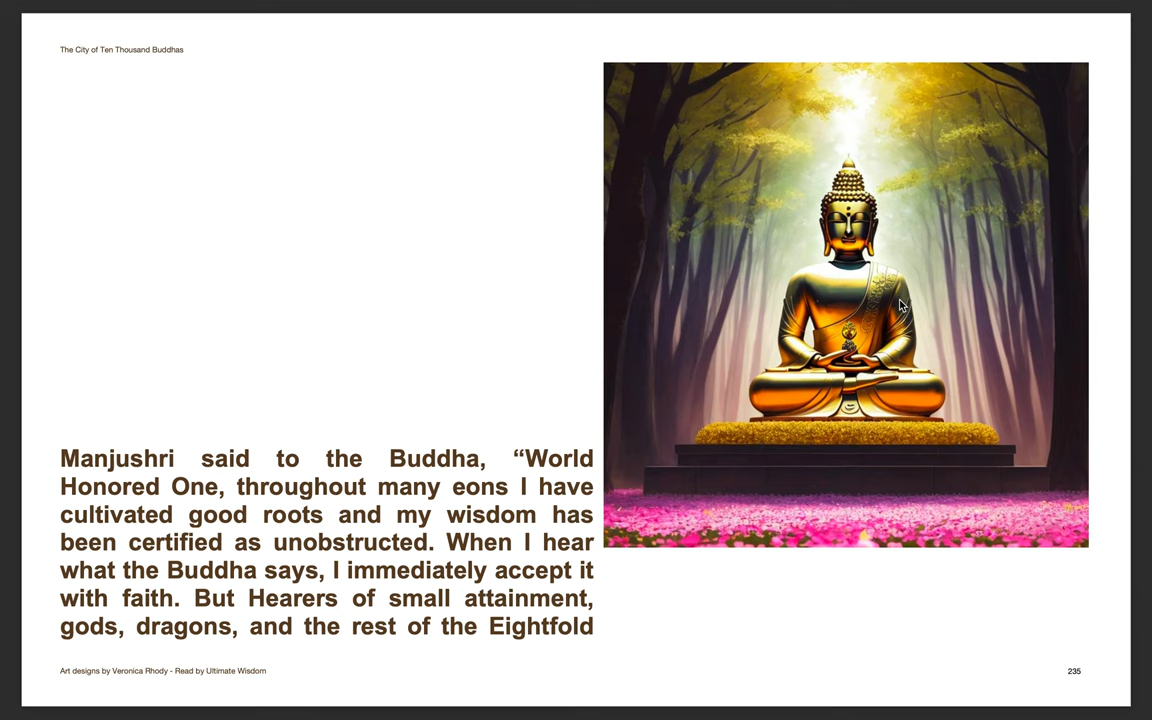 The City of Ten Thousand Buddhas
Manjushri said to the Buddha, “World
Honored One, throughout many eons I have
cultivated good roots and my wisdom has
been certified as unobstructed. When I hear
what the Buddha says, I immediately accept it
with faith. But Hearers of small attainment,
gods, dragons, and the rest of the Eightfold
Art designs by Veronica Rhody - Read by Ultimate Wisdom
235